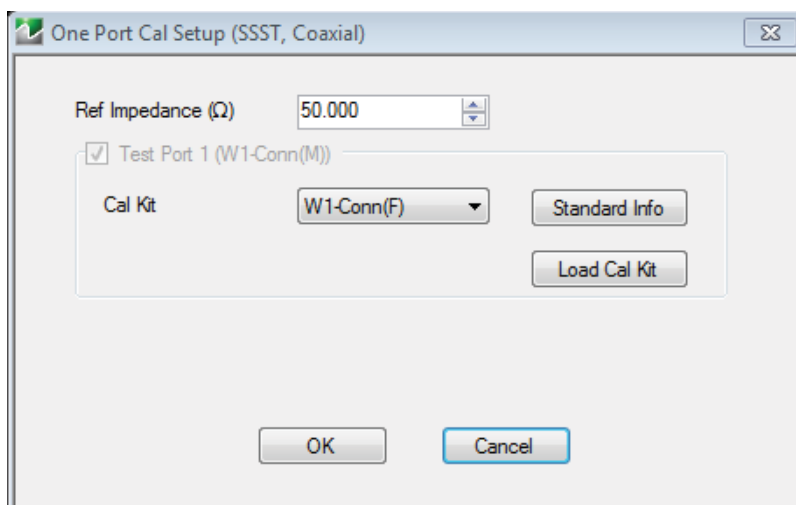 One Port Cal Setup (SSST, Coaxial)
Ref Impedance (Ω) 50.000
Test Port 1 (W1-Conn(M))
Cal Kit W1-Conn(F) Standard Info
Load Cal Kit
OK Cancel